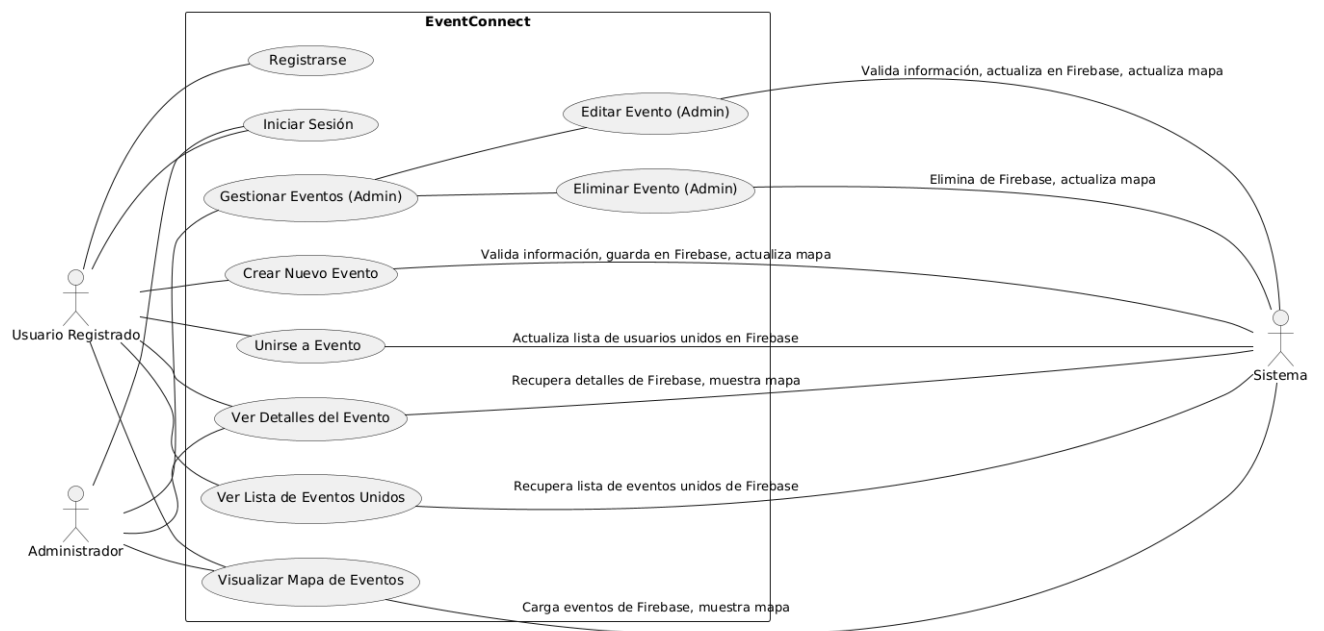 EventConnect
Registrarse
Valida información, actualiza en Firebase, actualiza mapa
Editar Evento (Admin)
Iniciar Sesión
Elimina de Firebase, actualiza mapa
Eliminar Evento (Admin)
Gestionar Eventos (Admin)
Valida información, guarda en Firebase, actualiza mapa
Crear Nuevo Evento
Usuario Registrado
Actualiza lista de usuarios unidos en Firebase
Unirse a Evento
Sistema
Recupera detalles de Firebase, muestra mapa
Ver Detalles del Evento
Recupera lista de eventos unidos de Firebase
Ver Lista de Eventos Unidos
Administrador
Visualizar Mapa de Eventos
Carga eventos de Firebase, muestra mapa